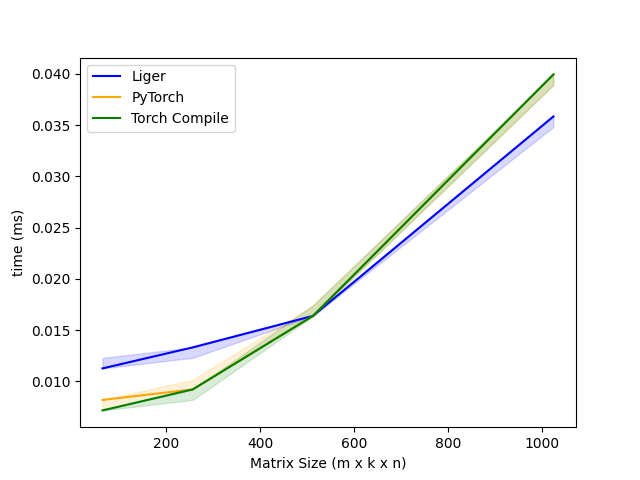 Liger
PyTorch
Torch Compile
0.040
0.035
0.030
0.025
0.020
0.015
0.010
time (ms)
200 400 600 800 1000
Matrix Size (m x k x n)